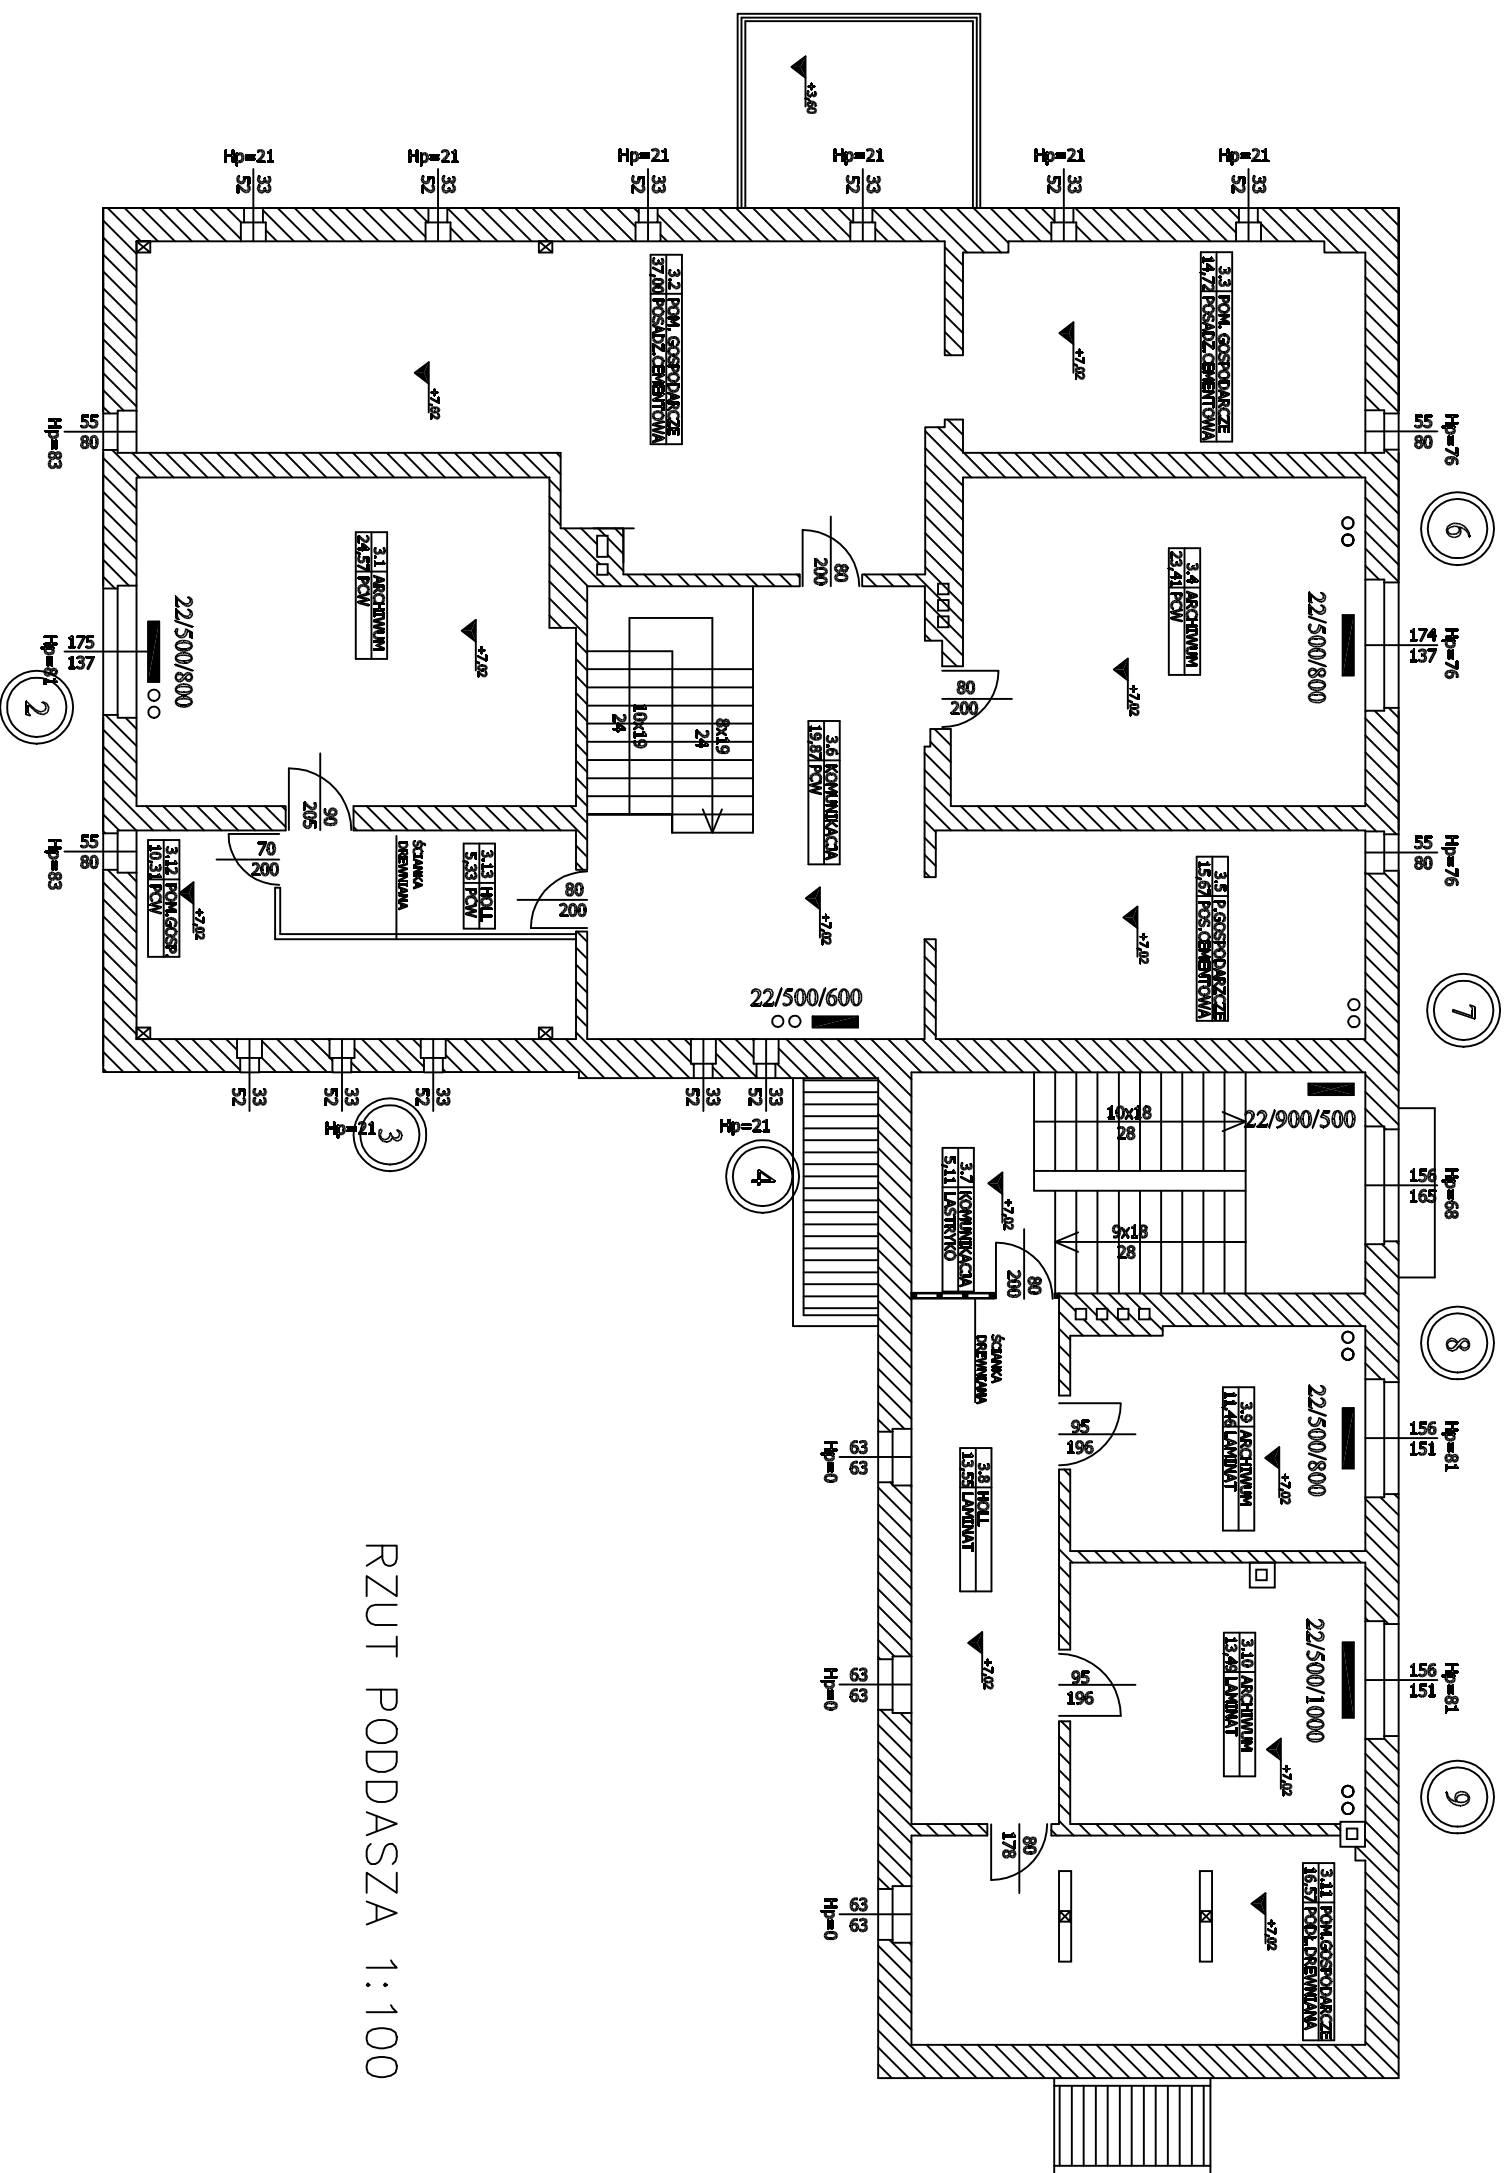 +3,60
Hp=21
33
52
Hp=21
33
52
Hp=21
33
52
Hp=21
33
52
Hp=21
33
52
Hp=21
33
52
3.3 POM. GOSPODARCZE
14,72 POSADZ.CEMENTOWA
+7,02
3.2 POM. GOSPODARCZE
37,00 POSADZ.CEMENTOWA
+7,02
55
80
Hp=76
55
80
Hp=83
6
3.4 ARCHIWUM
23,41 PCW
+7,02
22/500/800
174
137
Hp=76
80
200
80
200
3.1 ARCHIWUM
24,57 PCW
+7,02
22/500/800
175
137
Hp=81
2
8x19
24
10x19
24
3.6 KOMUNIKACJA
19,87 PCW
+7,02
90
205
70
200
80
200
ŚCIANKA
DREWNIANA
3.13 HOLL
5,33 PCW
3.12 POM.GOSP.
10,31 PCW
+7,02
55
80
Hp=83
55
80
Hp=76
3.5 P.GOSPODARZCZE
15,67 POS.CEMENTOWA
+7,02
7
22/500/600
33
52
33
52
33
52
Hp=21
3
33
52
33
52
Hp=21
4
22/900/500
10x18
28
9x18
28
156
165
Hp=68
3.7 KOMUNIKACJA
5,11 LASTRYKO
+7,02
80
200
ŚCIANKA
DREWNIANA
8
22/500/800
3.9 ARCHIWUM
11,46 LAMINAT
+7,02
156
151
Hp=81
95
196
3.8 HOLL
13,55 LAMINAT
+7,02
63
63
Hp=0
63
63
Hp=0
95
196
22/500/1000
3.10 ARCHIWUM
13,49 LAMINAT
+7,02
156
151
Hp=81
9
80
178
3.11 POM.GOSPODARCZE
16,57 PODŁ.DREWNIANA
+7,02
63
63
Hp=0
RZUT PODDASZA 1:100